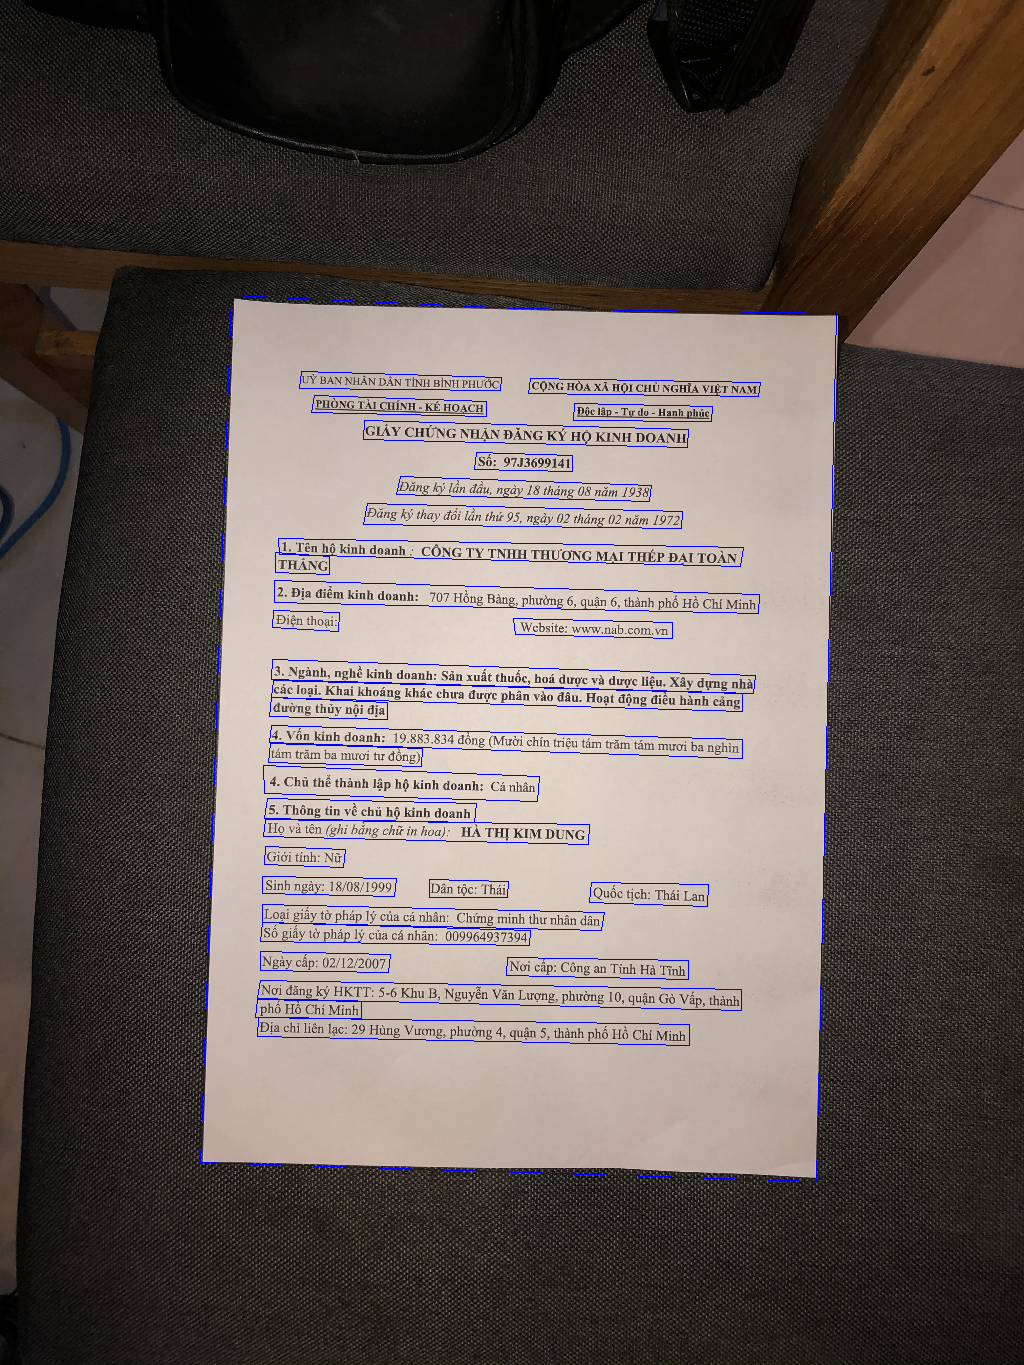 UỶ BAN NHÂN DÂN TỈNH BÌNH PHƯỚC
CỘNG HÒA XÃ HỘI CHỦ NGHĨA VIỆT NAM
PHÒNG TÀI CHÍNH - KẾ HOẠCH
Độc lập - Tự do - Hạnh phúc
GIẤY CHỨNG NHẬN ĐĂNG KÝ HỘ KINH DOANH
Số: 97J3699141
Đăng ký lần đầu, ngày 18 tháng 08 năm 1938
Đăng ký thay đổi lần thứ 95, ngày 02 tháng 02 năm 1972
1. Tên hộ kinh doanh : CÔNG TY TNHH THƯƠNG MẠI THÉP ĐẠI TOÀN
THẮNG
2. Địa điểm kinh doanh: 707 Hồng Bàng, phường 6, quận 6, thành phố Hồ Chí Minh
Điện thoại:
Website: www.nab.com.vn
3. Ngành, nghề kinh doanh: Sản xuất thuốc, hoá dược và dược liệu. Xây dựng nhà
các loại. Khai khoáng khác chưa được phân vào đâu. Hoạt động điều hành cảng
đường thủy nội địa
4. Vốn kinh doanh: 19.883.834 đồng (Mười chín triệu tám trăm tám mươi ba nghìn
tám trăm ba mươi tư đồng)
4. Chủ thể thành lập hộ kinh doanh: Cá nhân
5. Thông tin về chủ hộ kinh doanh
Họ và tên (ghi bằng chữ in hoa): HÀ THỊ KIM DUNG
Giới tính: Nữ
Sinh ngày: 18/08/1999
Dân tộc: Thái
Quốc tịch: Thái Lan
Loại giấy tờ pháp lý của cá nhân: Chứng minh thư nhân dân
Số giấy tờ pháp lý của cá nhân: 009964937394
Ngày cấp: 02/12/2007
Nơi cấp: Công an Tỉnh Hà Tĩnh
Nơi đăng ký HKTT: 5-6 Khu B, Nguyễn Văn Lượng, phường 10, quận Gò Vấp, thành
phố Hồ Chí Minh
Địa chỉ liên lạc: 29 Hùng Vương, phường 4, quận 5, thành phố Hồ Chí Minh